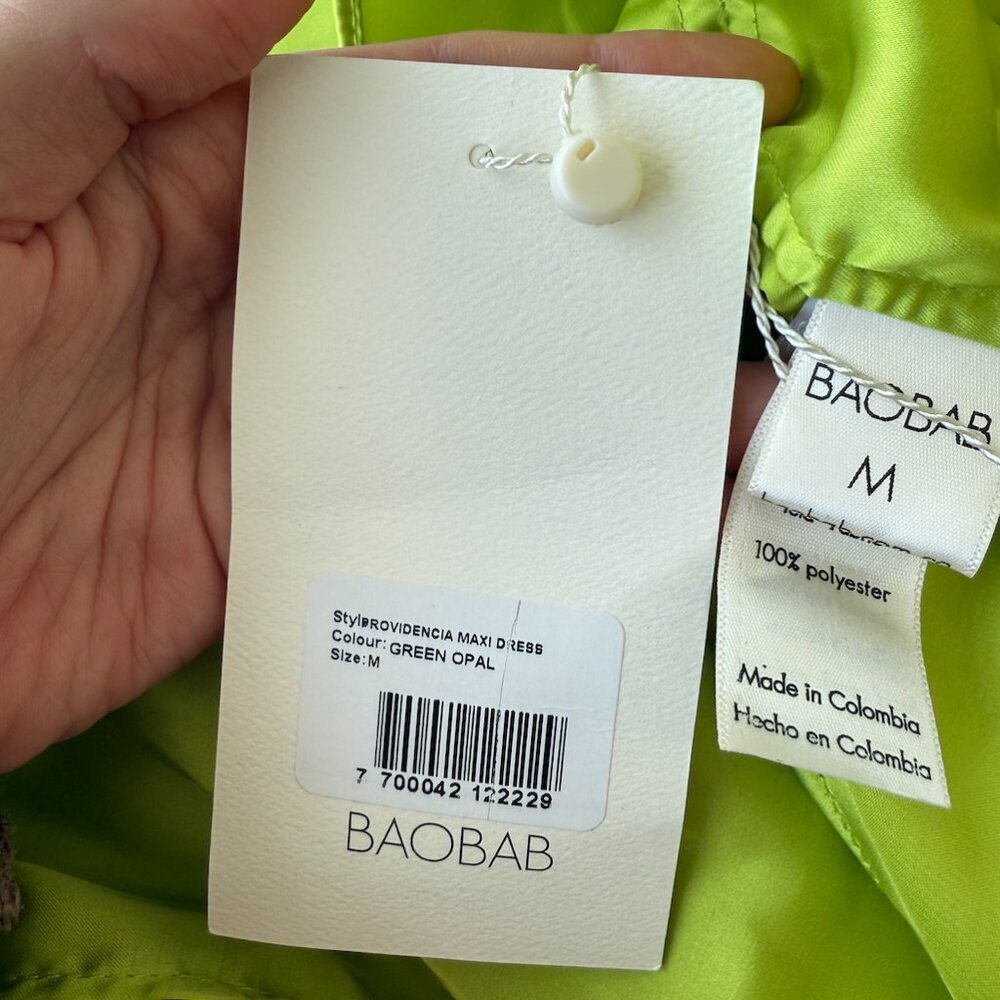 StylPROVIDENCIA MAXI DRESS
Colour: GREEN OPAL
Size:M
7 700042 122229
BAOBAB
BAOBAB
M
100% polyester
Made in Colombia
Hecho en Colombia